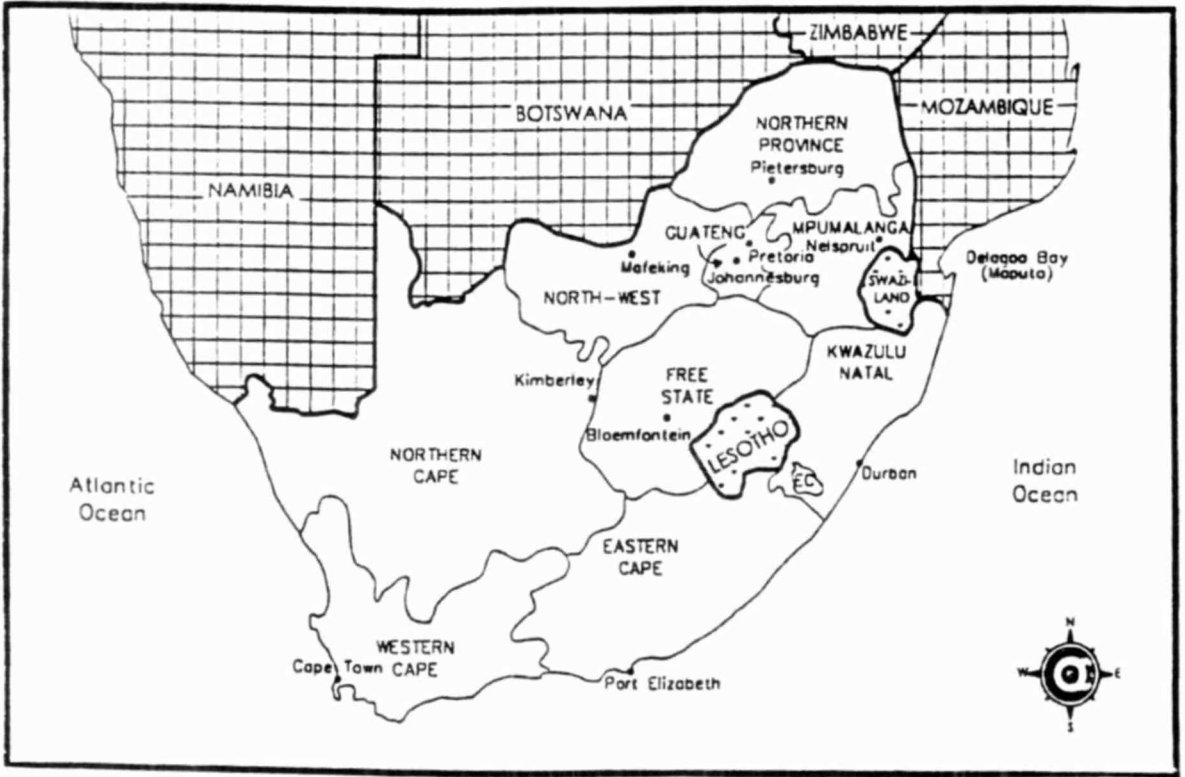 ZIMBABWE
BOTSWANA
MOZAMBIQUE
NAMIBIA
NORTHERN
PROVINCE
Pietersburg
GUATENG
MPUMALANGA
Nelspruit
Pretoria
Mafeking
Johannesburg
Delagoa Bay
(Maputa)
SWAZI-
LAND
NORTH-WEST
KWAZULU
NATAL
Kimberley
FREE
STATE
Bloemfontein
LESOTHO
NORTHERN
CAPE
E.C.
Durban
Atlantic
Ocean
Indian
Ocean
EASTERN
CAPE
WESTERN
CAPE
Cape Town
Port Elizabeth
N
W
E
S